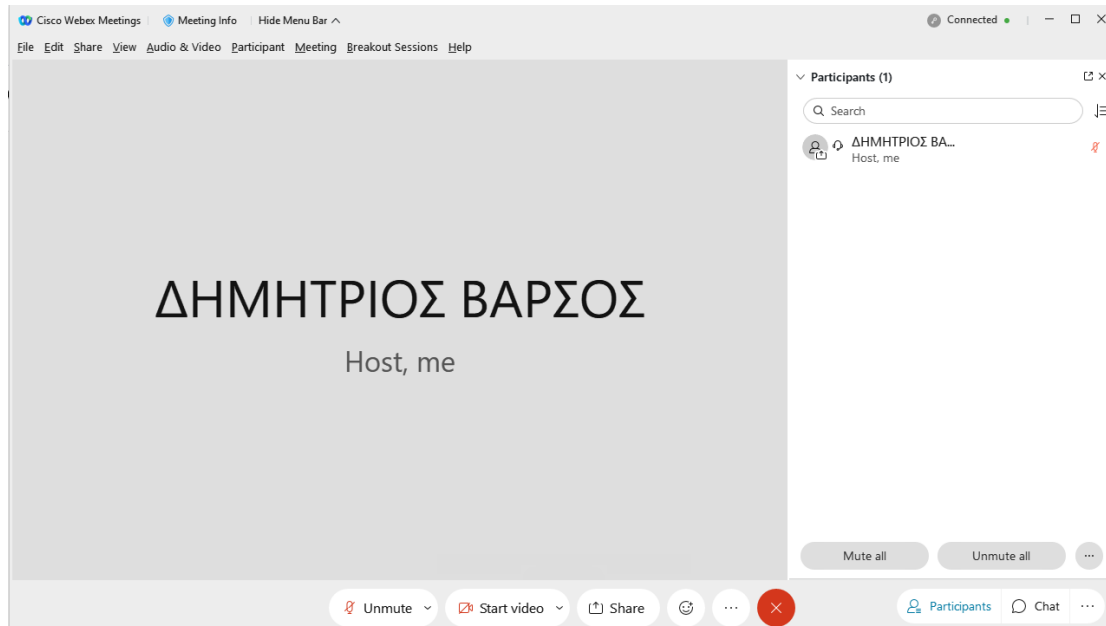 Cisco Webex Meetings Meeting Info Hide Menu Bar Connected
File Edit Share View Audio & Video Participant Meeting Breakout Sessions Help
Participants (1)
Search
ΔΗΜΗΤΡΙΟΣ ΒΑ...
Host, me
ΔΗΜΗΤΡΙΟΣ ΒΑΡΣΟΣ
Host, me
Mute all Unmute all
Unmute Start video Share Participants Chat